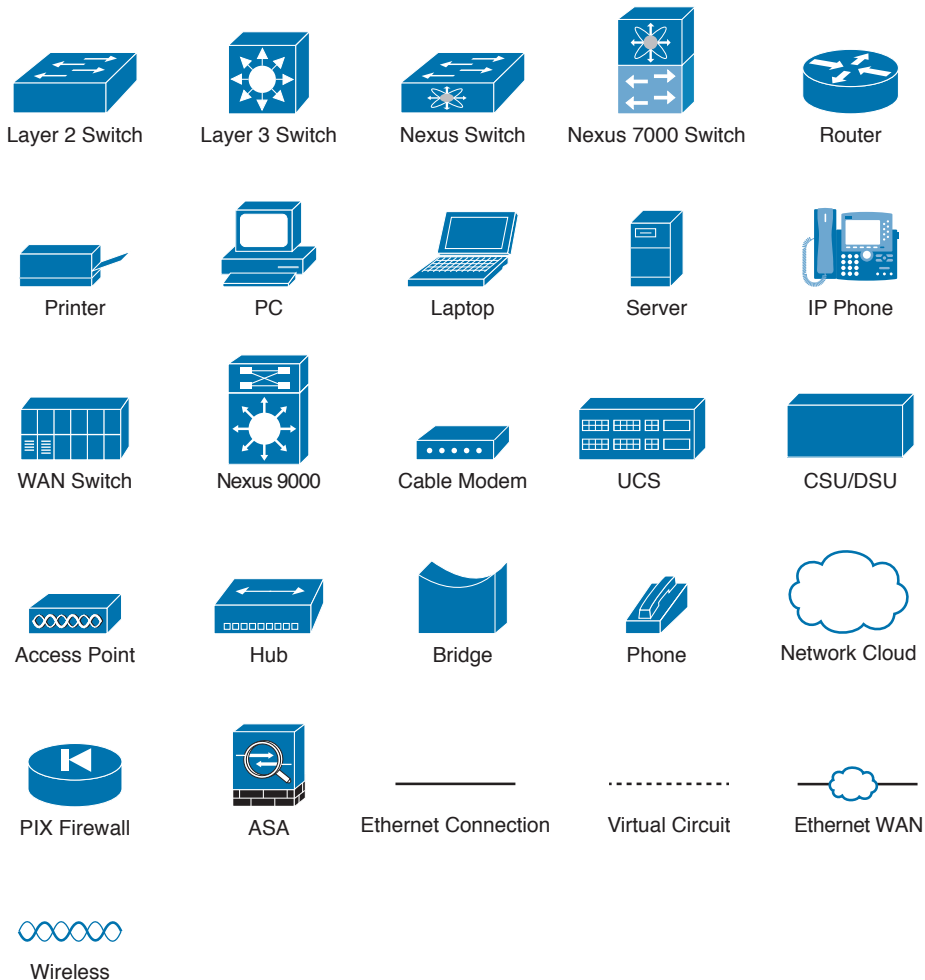 Layer 2 Switch
Layer 3 Switch
Nexus Switch
Nexus 7000 Switch
Router
Printer
PC
Laptop
Server
IP Phone
WAN Switch
Nexus 9000
Cable Modem
UCS
CSU/DSU
Access Point
Hub
Bridge
Phone
Network Cloud
PIX Firewall
ASA
Ethernet Connection
Virtual Circuit
Ethernet WAN
Wireless